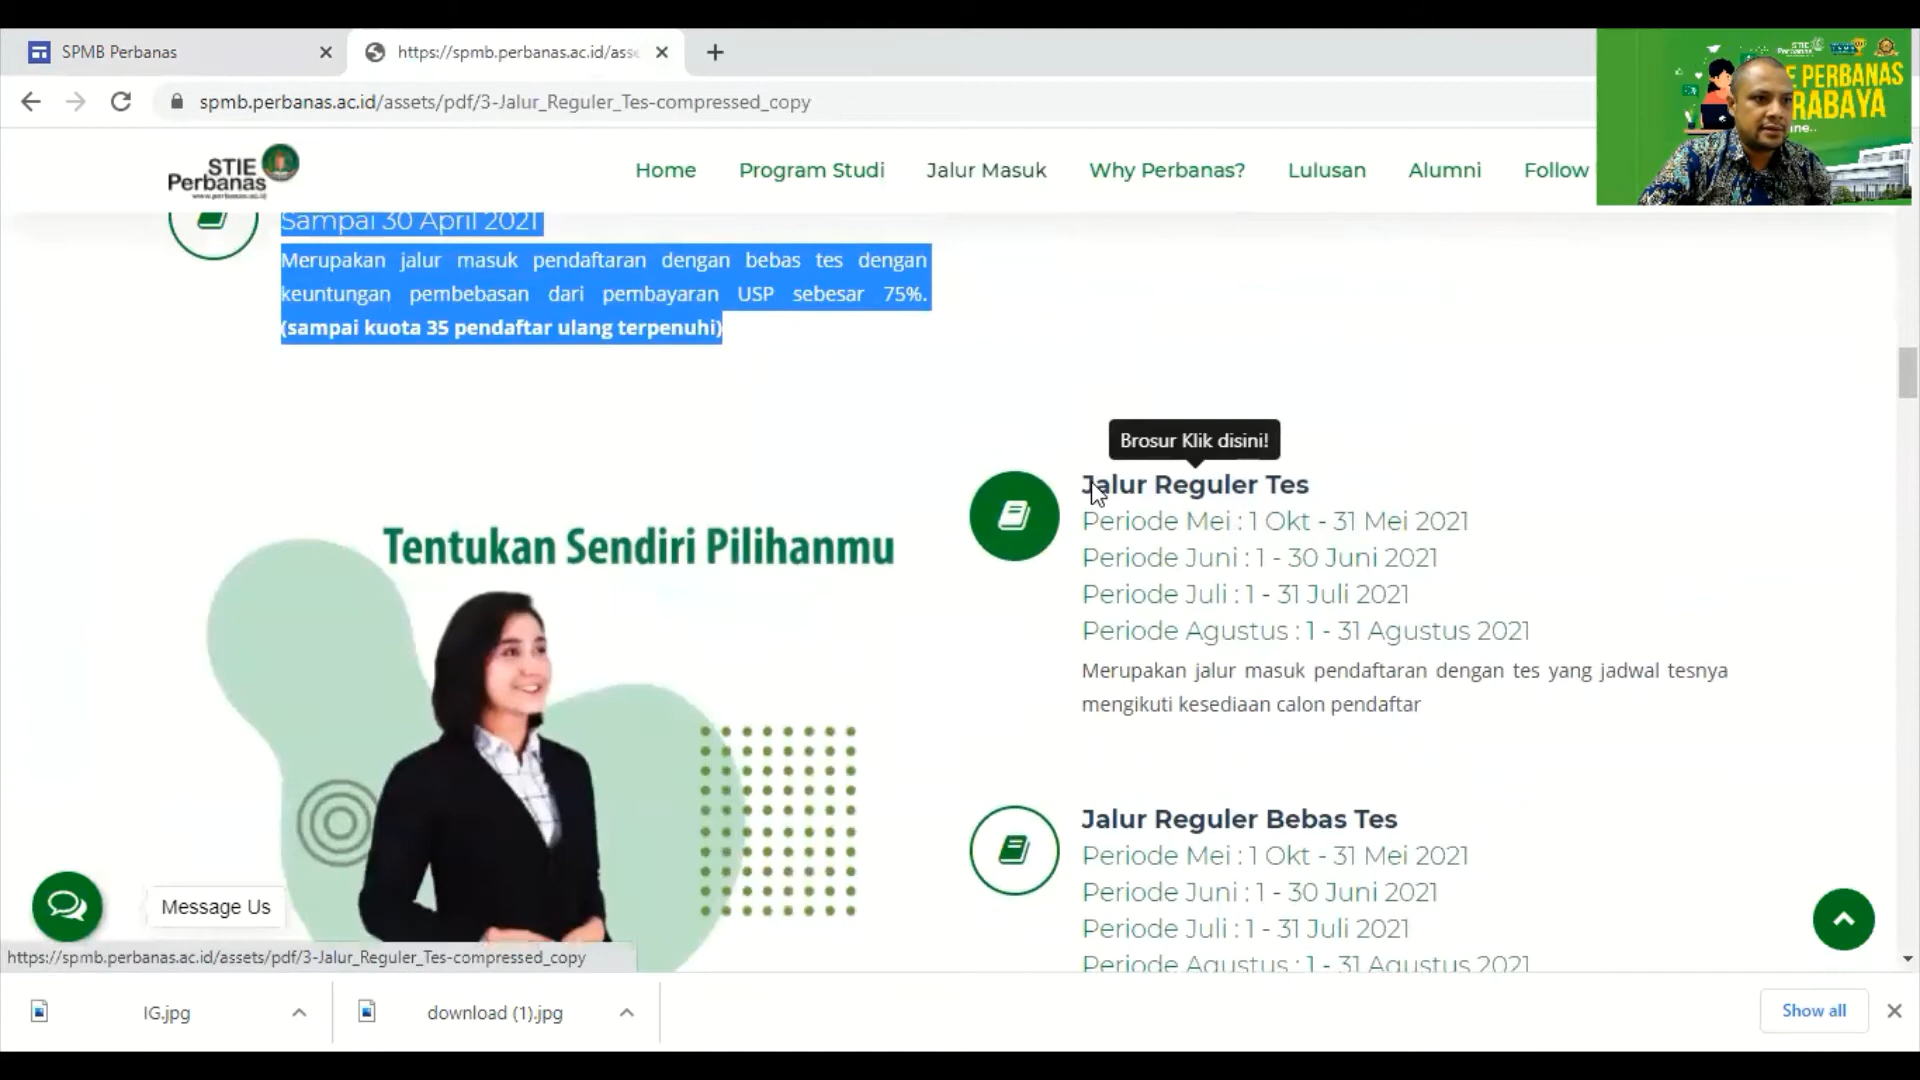 SPMB Perbanas
https://spmb.perbanas.ac.id/asse
spmb.perbanas.ac.id/assets/pdf/3-Jalur_Reguler_Tes-compressed_copy
STIE
Perbanas
www.perbanas.ac.id
Home
Program Studi
Jalur Masuk
Why Perbanas?
Lulusan
Alumni
Follow
STIE
Perbanas
E PERBANAS
RABAYA
ine..
Sampai 30 April 2021
Merupakan jalur masuk pendaftaran dengan bebas tes dengan
keuntungan pembebasan dari pembayaran USP sebesar 75%.
(sampai kuota 35 pendaftar ulang terpenuhi)
Brosur Klik disini!
Jalur Reguler Tes
Periode Mei : 1 Okt - 31 Mei 2021
Periode Juni : 1 - 30 Juni 2021
Periode Juli : 1 - 31 Juli 2021
Periode Agustus : 1 - 31 Agustus 2021
Merupakan jalur masuk pendaftaran dengan tes yang jadwal tesnya
mengikuti kesediaan calon pendaftar
Tentukan Sendiri Pilihanmu
Jalur Reguler Bebas Tes
Periode Mei : 1 Okt - 31 Mei 2021
Periode Juni : 1 - 30 Juni 2021
Periode Juli : 1 - 31 Juli 2021
Periode Agustus : 1 - 31 Agustus 2021
Message Us
https://spmb.perbanas.ac.id/assets/pdf/3-Jalur_Reguler_Tes-compressed_copy
IG.jpg
download (1).jpg
Show all